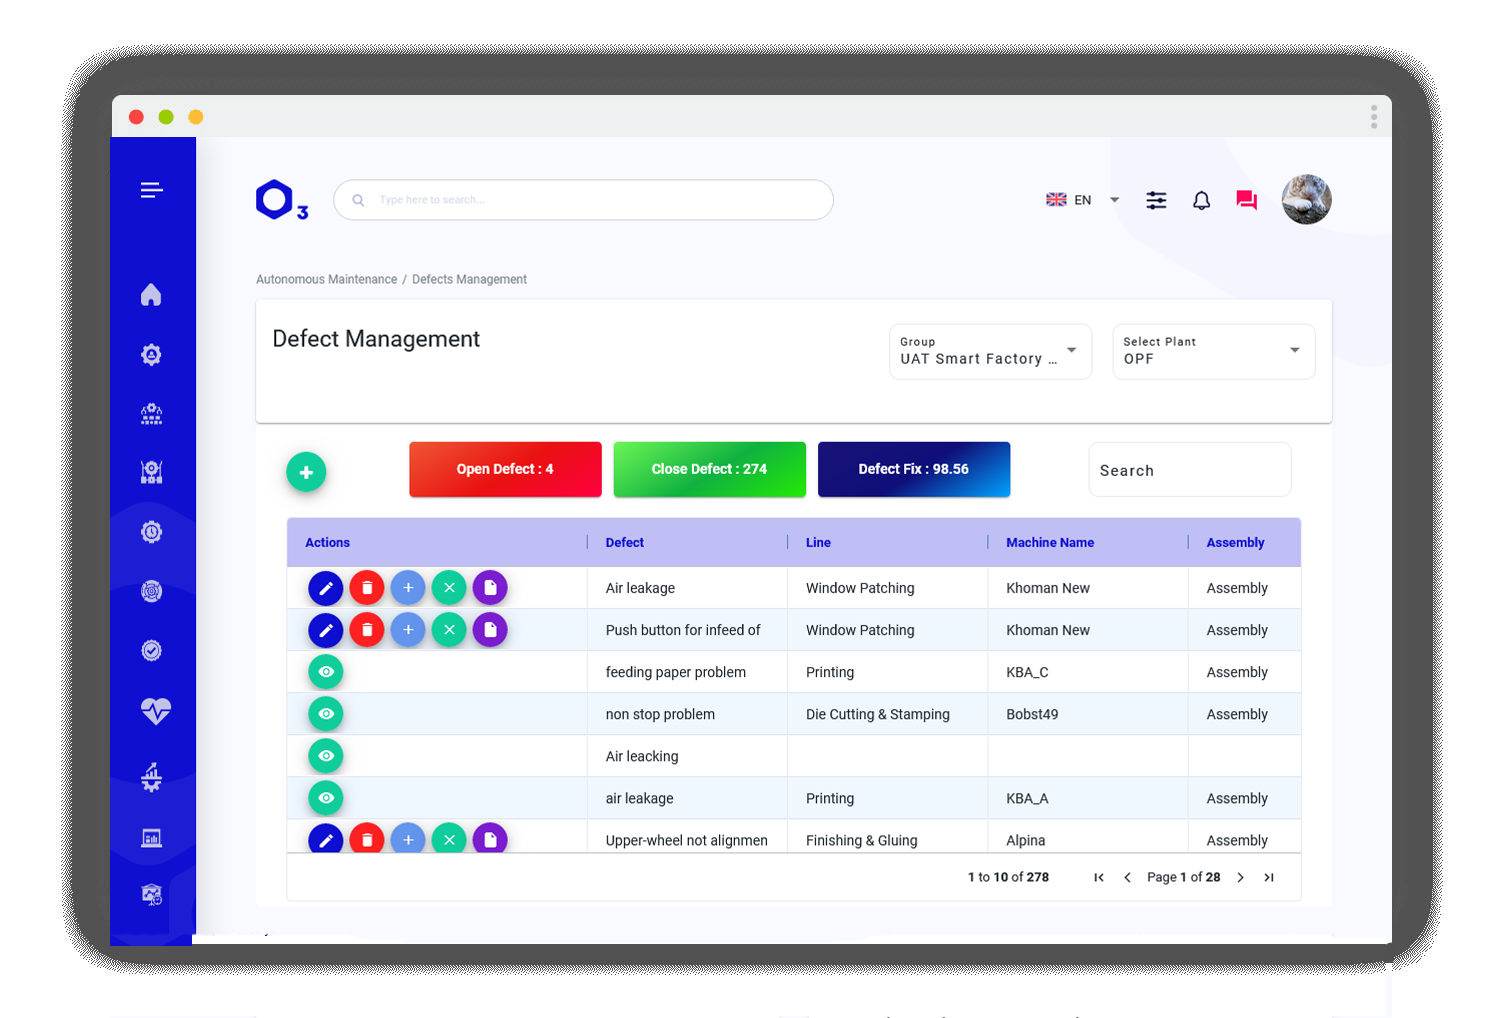 3
Type here to search...
EN
Autonomous Maintenance / Defects Management
Defect Management
Group
UAT Smart Factory ...
Select Plant
OPF
Open Defect : 4
Close Defect : 274
Defect Fix : 98.56
Search
Actions Defect Line Machine Name Assembly
Air leakage Window Patching Khoman New Assembly
Push button for infeed of Window Patching Khoman New Assembly
feeding paper problem Printing KBA_C Assembly
non stop problem Die Cutting & Stamping Bobst49 Assembly
Air leacking
air leakage Printing KBA_A Assembly
Upper-wheel not alignmen Finishing & Gluing Alpina Assembly
1 to 10 of 278 Page 1 of 28